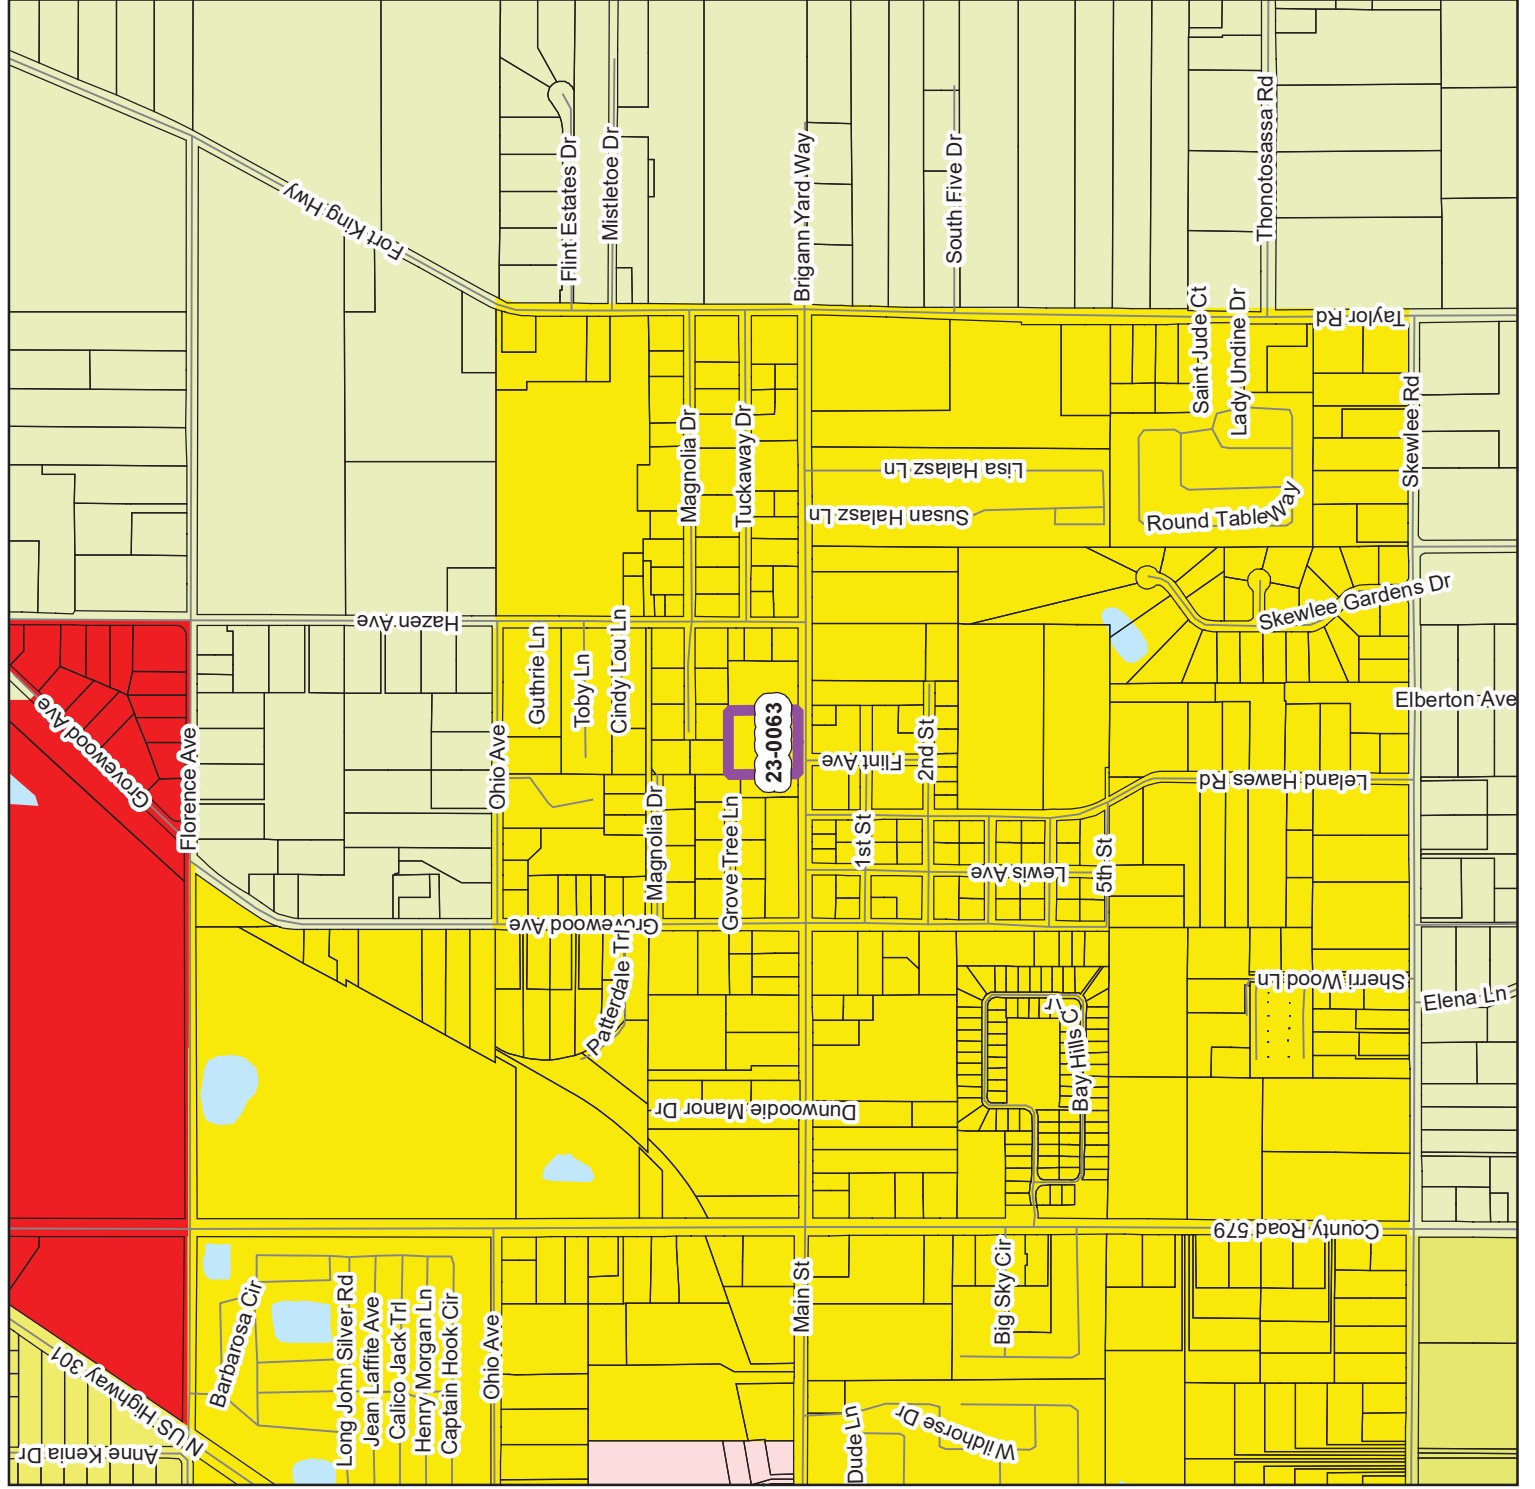 Fort King Hwy
Flint Estates Dr
Mistletoe Dr
Brigann Yard Way
South Five Dr
Thonotosassa Rd
Saint Jude Ct
Lady Undine Dr
Taylor Rd
Skewlee Rd
Magnolia Dr
Tuckaway Dr
Lisa Halasz Ln
Susan Halasz Ln
Round Table Way
Hazen Ave
Guthrie Ln
Toby Ln
Cindy Lou Ln
Skewlee Gardens Dr
Grovewood Ave
Florence Ave
Ohio Ave
23-0063
Flint Ave
2nd St
Elberton Ave
Leland Hawes Rd
Magnolia Dr
Grove Tree Ln
1st St
Lewis Ave
5th St
Grovewood Ave
Patterdale Trl
Bay Hills Cir
Sherri Wood Ln
Elena Ln
Dunwoodie Manor Dr
County Road 579
Main St
Big Sky Cir
Barbarosa Cir
Long John Silver Rd
Jean Laffite Ave
Calico Jack Trl
Henry Morgan Ln
Captain Hook Cir
Ohio Ave
N US Highway 301
Anne Kenia Dr
Dude Ln
Wildhorse Dr